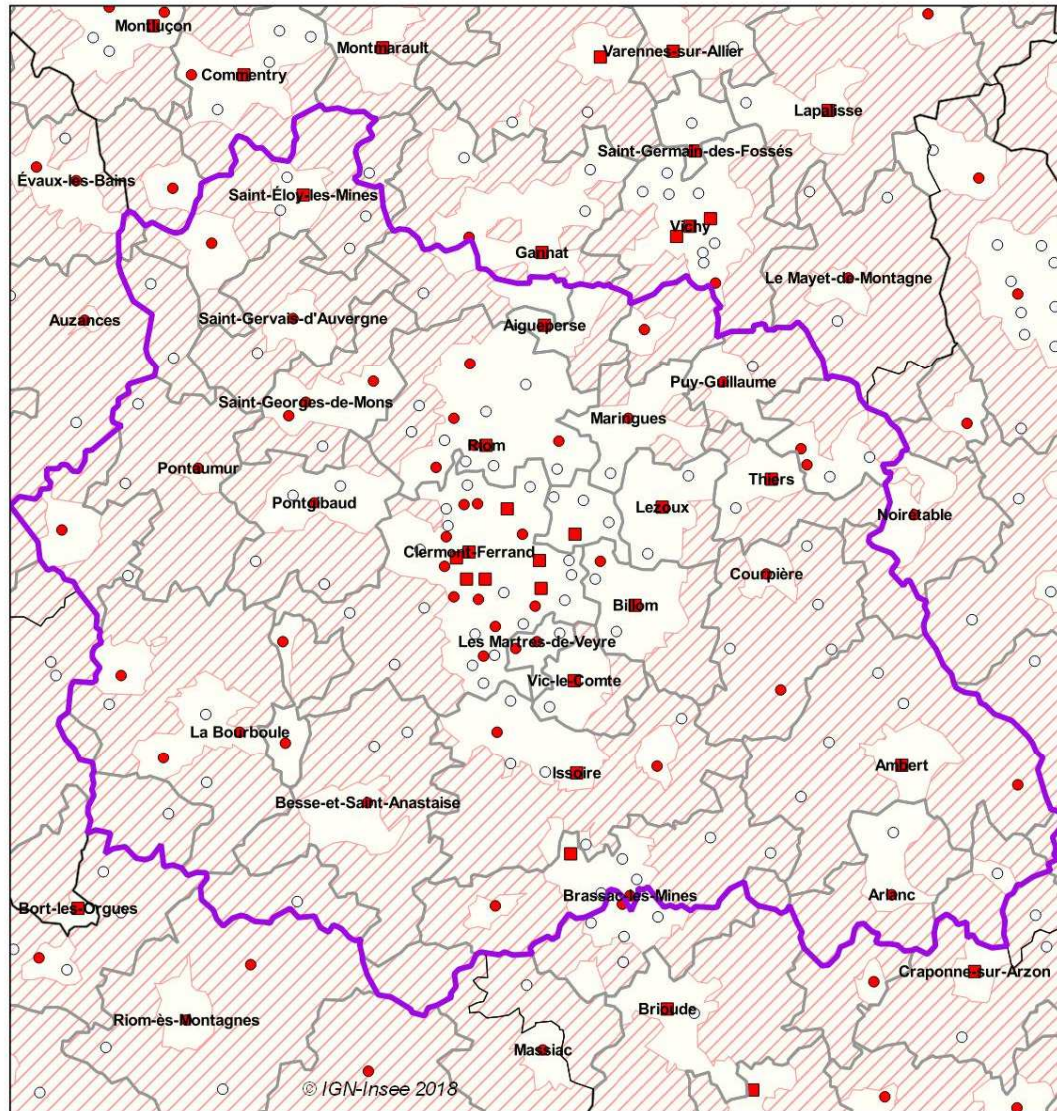 Montluçon
Montmarault
Varennes-sur-Allier
Commentry
Lapalisse
Saint-Germain-des-Fossés
Évaux-les-Bains
Saint-Éloy-les-Mines
Vichy
Gannat
Le Mayet-de-Montagne
Auzances
Saint-Gervais-d'Auvergne
Aigueperse
Puy-Guillaume
Saint-Georges-de-Mons
Maringues
Riom
Pontaumur
Thiers
Pontgibaud
Lezoux
Noirétable
Clermont-Ferrand
Courpière
Billom
Les Martres-de-Veyre
Vic-le-Comte
La Bourboule
Ambert
Issoire
Besse-et-Saint-Anastaise
Brassac-les-Mines
Arlanc
Bort-les-Orgues
Craponne-sur-Arzon
Brioude
Riom-ès-Montagnes
Massiac
© IGN-Insee 2018